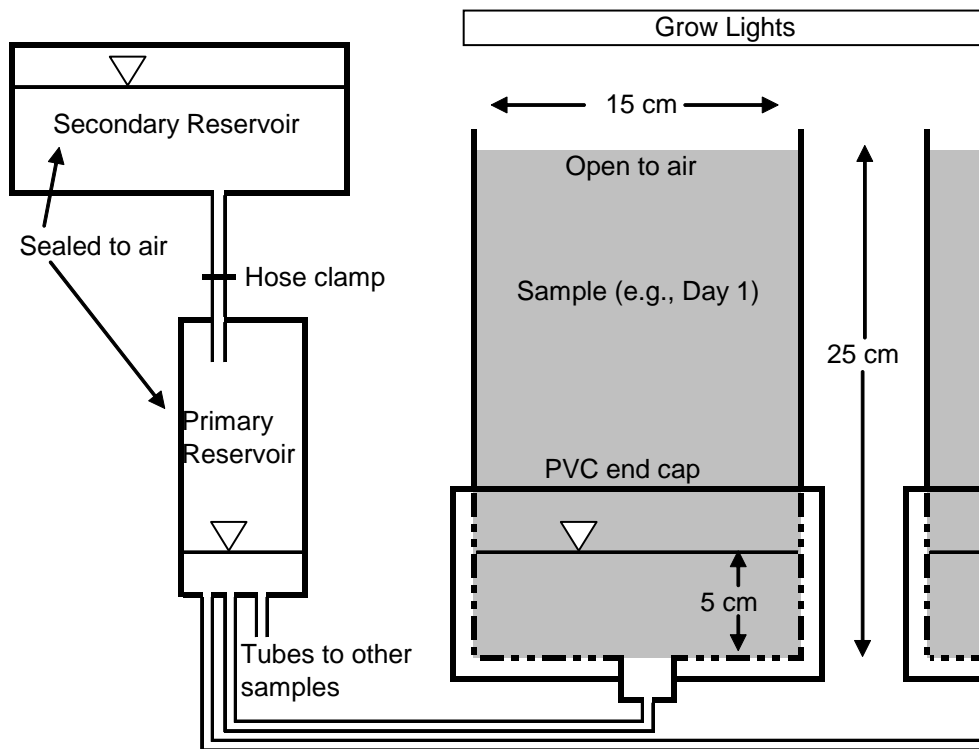 Grow Lights
15 cm
Secondary Reservoir
Open to air
Sealed to air
Hose clamp
Sample (e.g., Day 1)
25 cm
Primary
Reservoir
PVC end cap
5 cm
Tubes to other
samples